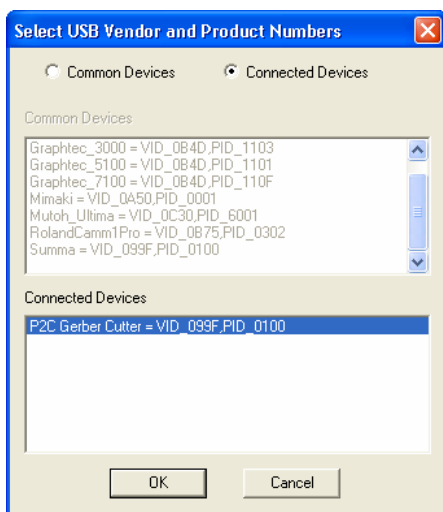 Select USB Vendor and Product Numbers
Common Devices Connected Devices
Common Devices
Graphtec_3000 = VID_0B4D,PID_1103
Graphtec_5100 = VID_0B4D,PID_1101
Graphtec_7100 = VID_0B4D,PID_110F
Mimaki = VID_0A50,PID_0001
Mutoh_Ultima = VID_0C30,PID_6001
RolandCamm1Pro = VID_0B75,PID_0302
Summa = VID_099F,PID_0100
Connected Devices
P2C Gerber Cutter = VID_099F,PID_0100
OK Cancel